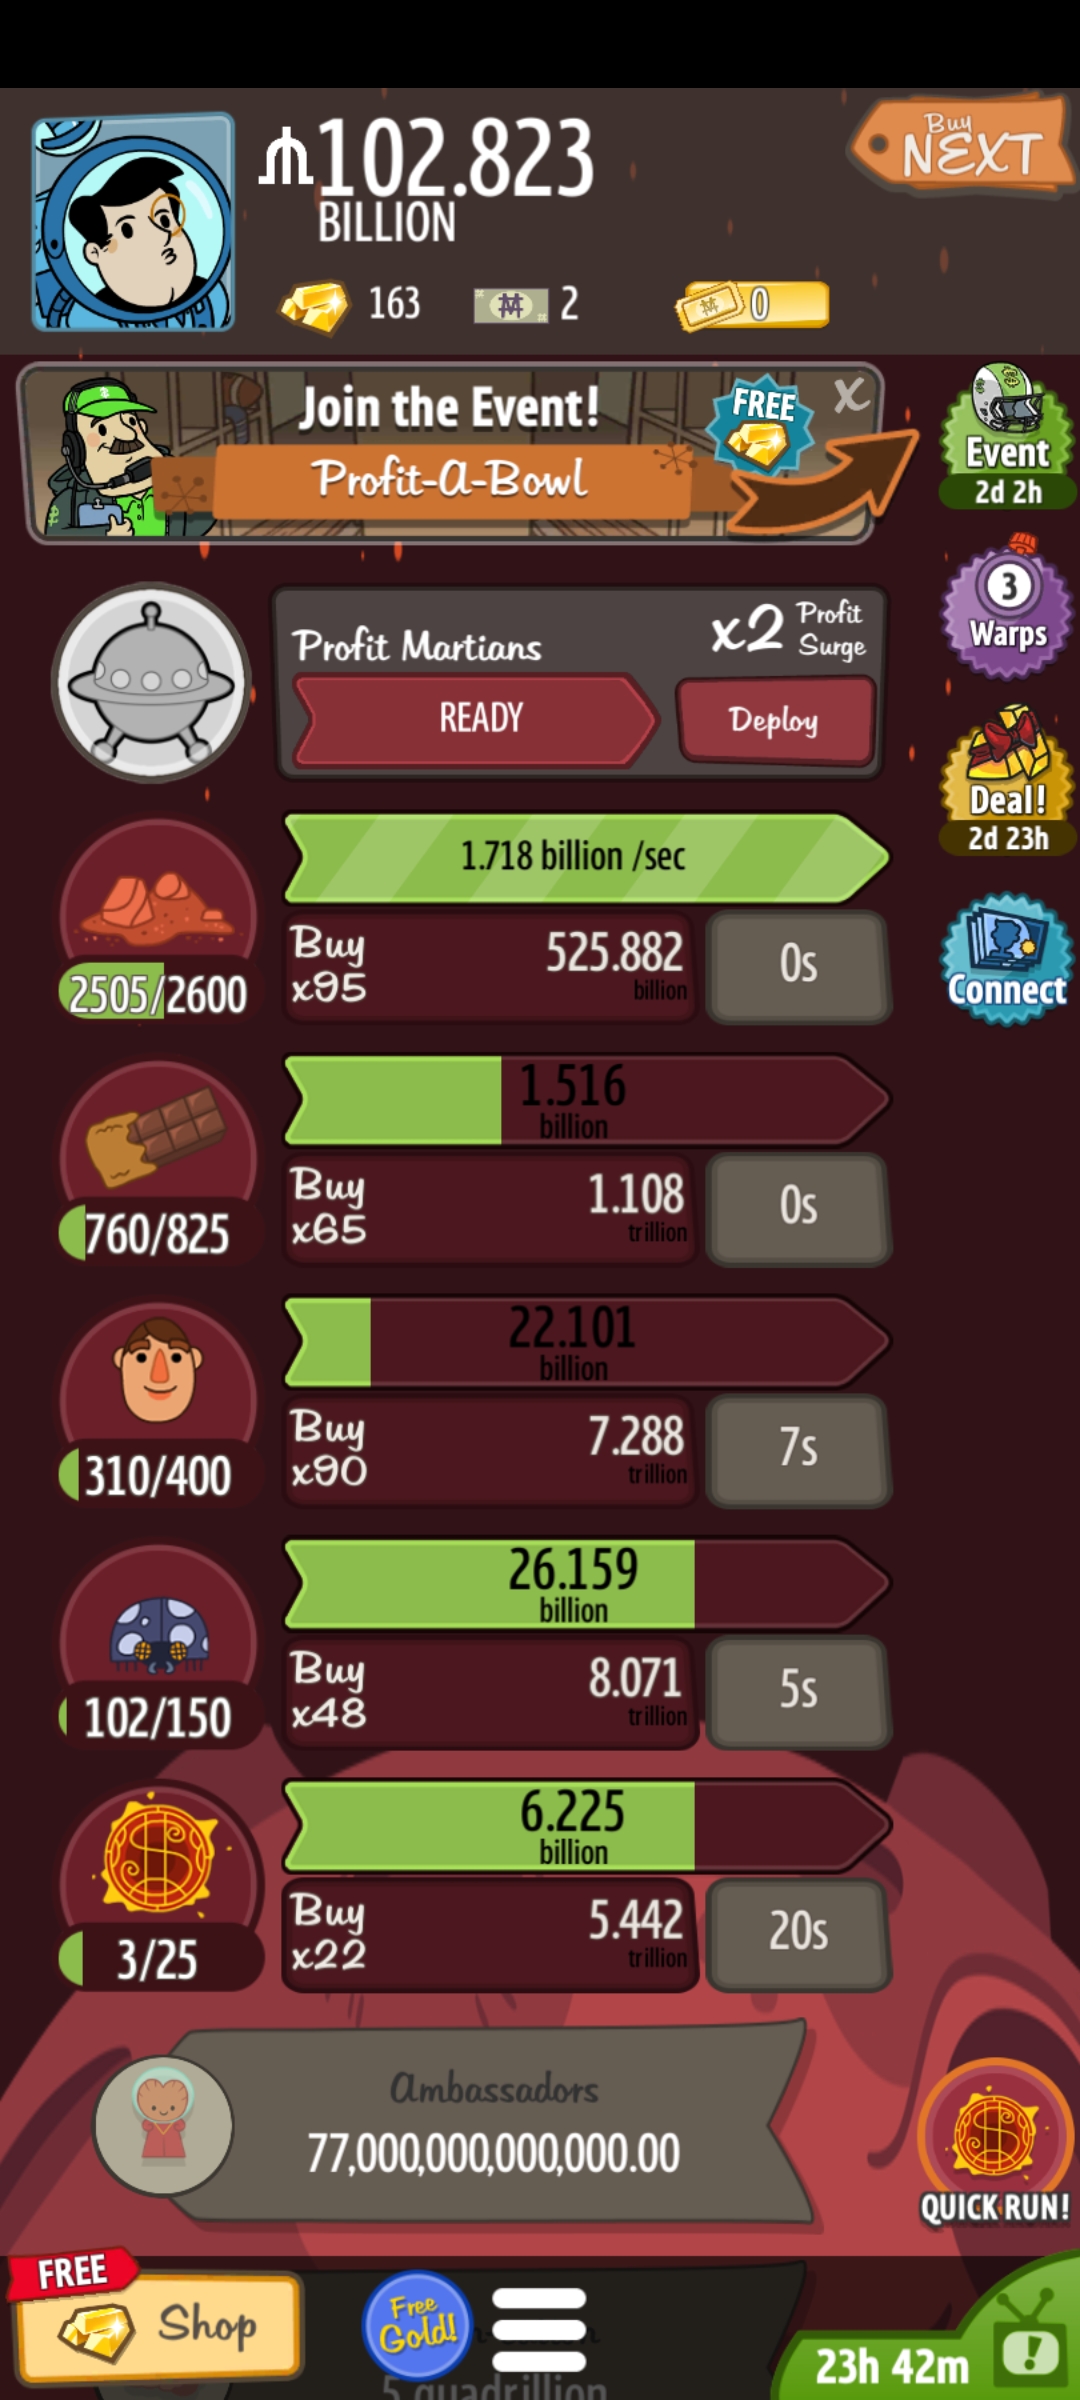 102.823
BILLION
Buy
NEXT
163
2
0
Join the Event!
Profit-A-Bowl
FREE
X
Event
2d 2h
3
Warps
Profit Martians
x2 Profit Surge
READY
Deploy
Deal!
2d 23h
1.718 billion /sec
2505/2600
Buy x95
525.882
billion
0s
Connect
1.516
billion
760/825
Buy x65
1.108
trillion
0s
22.101
billion
310/400
Buy x90
7.288
trillion
7s
26.159
billion
102/150
Buy x48
8.071
trillion
5s
6.225
billion
3/25
Buy x22
5.442
trillion
20s
Ambassadors
77,000,000,000,000.00
QUICK RUN!
FREE
Shop
Free Gold!
5 quadrillion
23h 42m